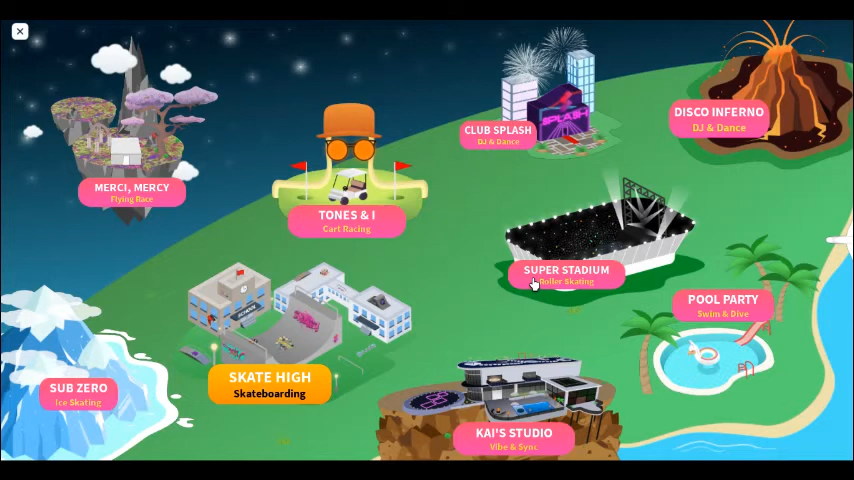 CLUB SPLASH
DJ & Dance
SPLASH
DISCO INFERNO
DJ & Dance
MERCI, MERCY
Flying Race
TONES & I
Cart Racing
SUPER STADIUM
Roller Skating
POOL PARTY
Swim & Dive
SCHOOL
SKATE HIGH
Skateboarding
SUB ZERO
Ice Skating
KAI'S STUDIO
Vibe & Sync